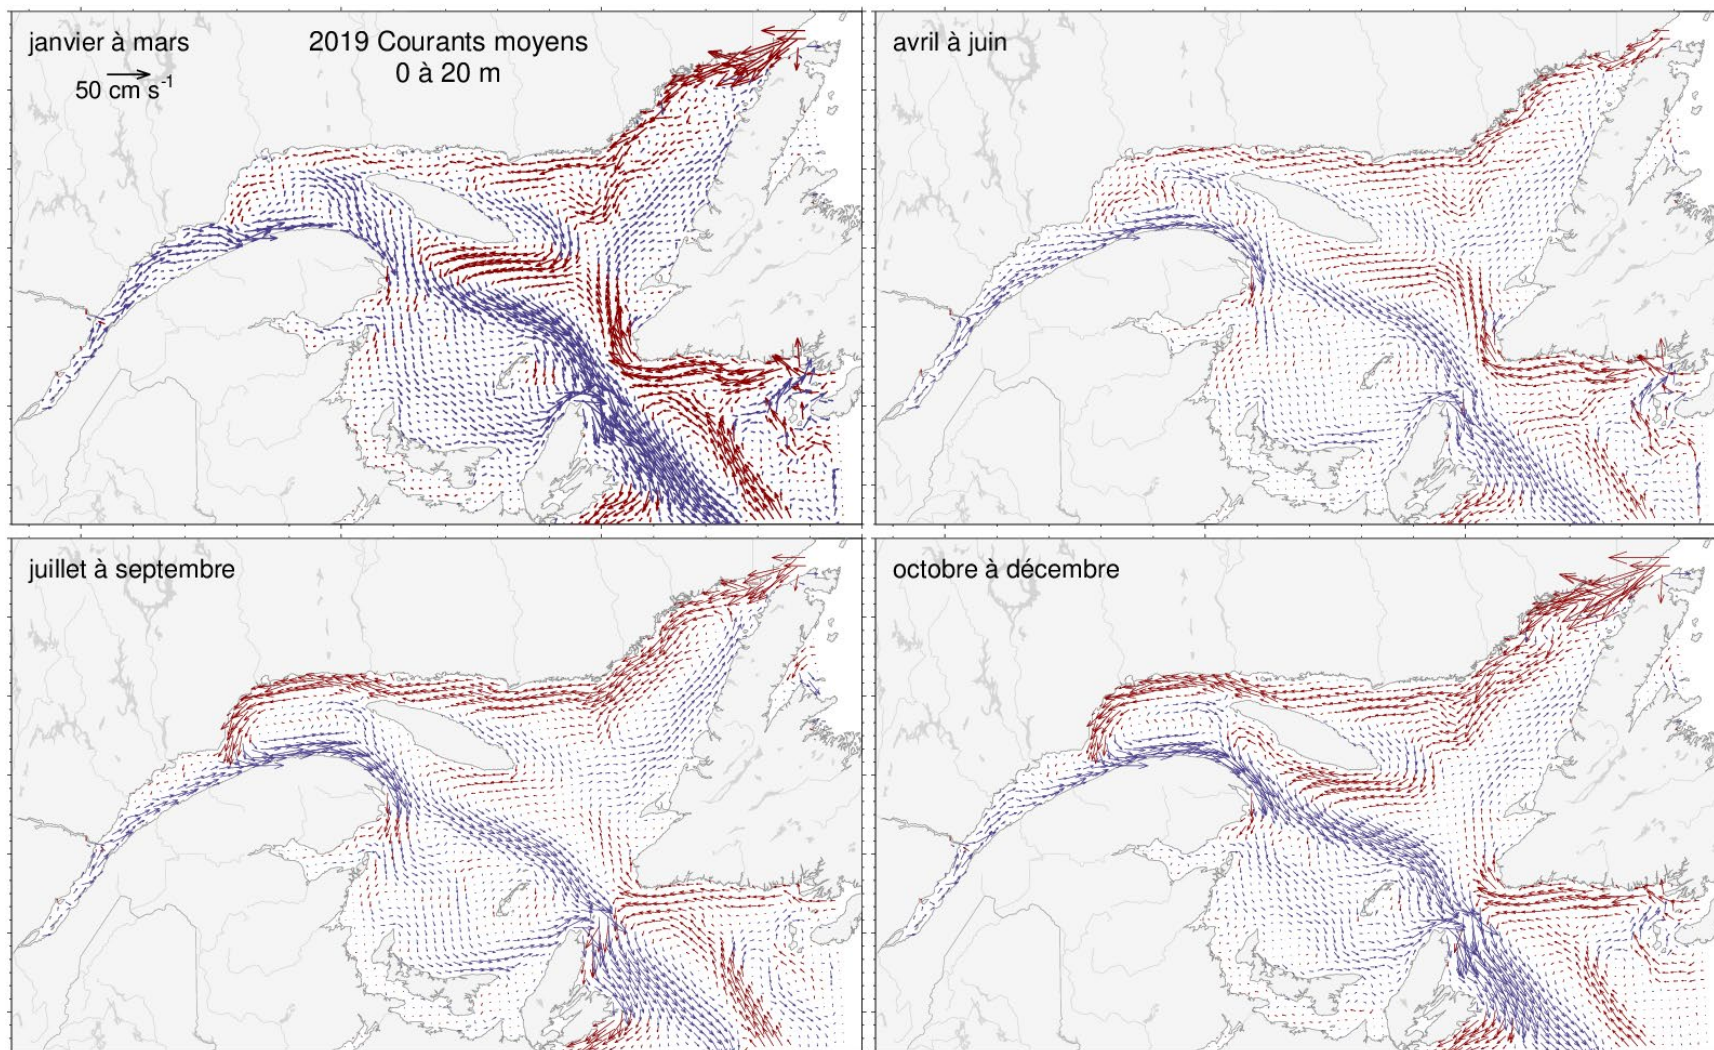 janvier à mars
2019 Courants moyens
0 à 20 m
50 cm s⁻¹
avril à juin
juillet à septembre
octobre à décembre